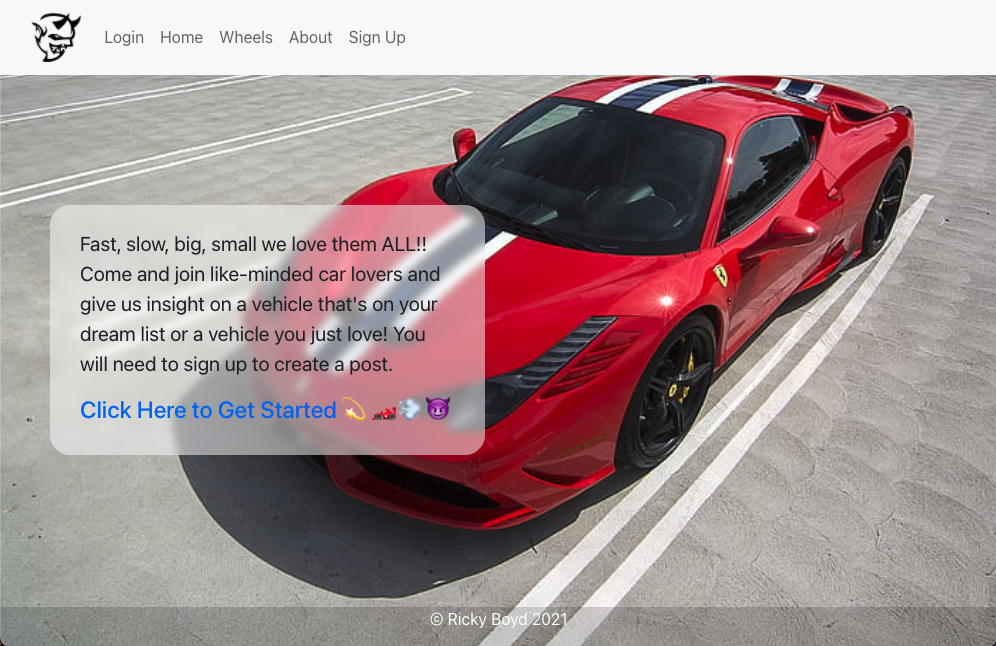 Login Home Wheels About Sign Up
Fast, slow, big, small we love them ALL!!
Come and join like-minded car lovers and
give us insight on a vehicle that's on your
dream list or a vehicle you just love! You
will need to sign up to create a post.
Click Here to Get Started 💫 🏎️💨 😈
© Ricky Boyd 2021